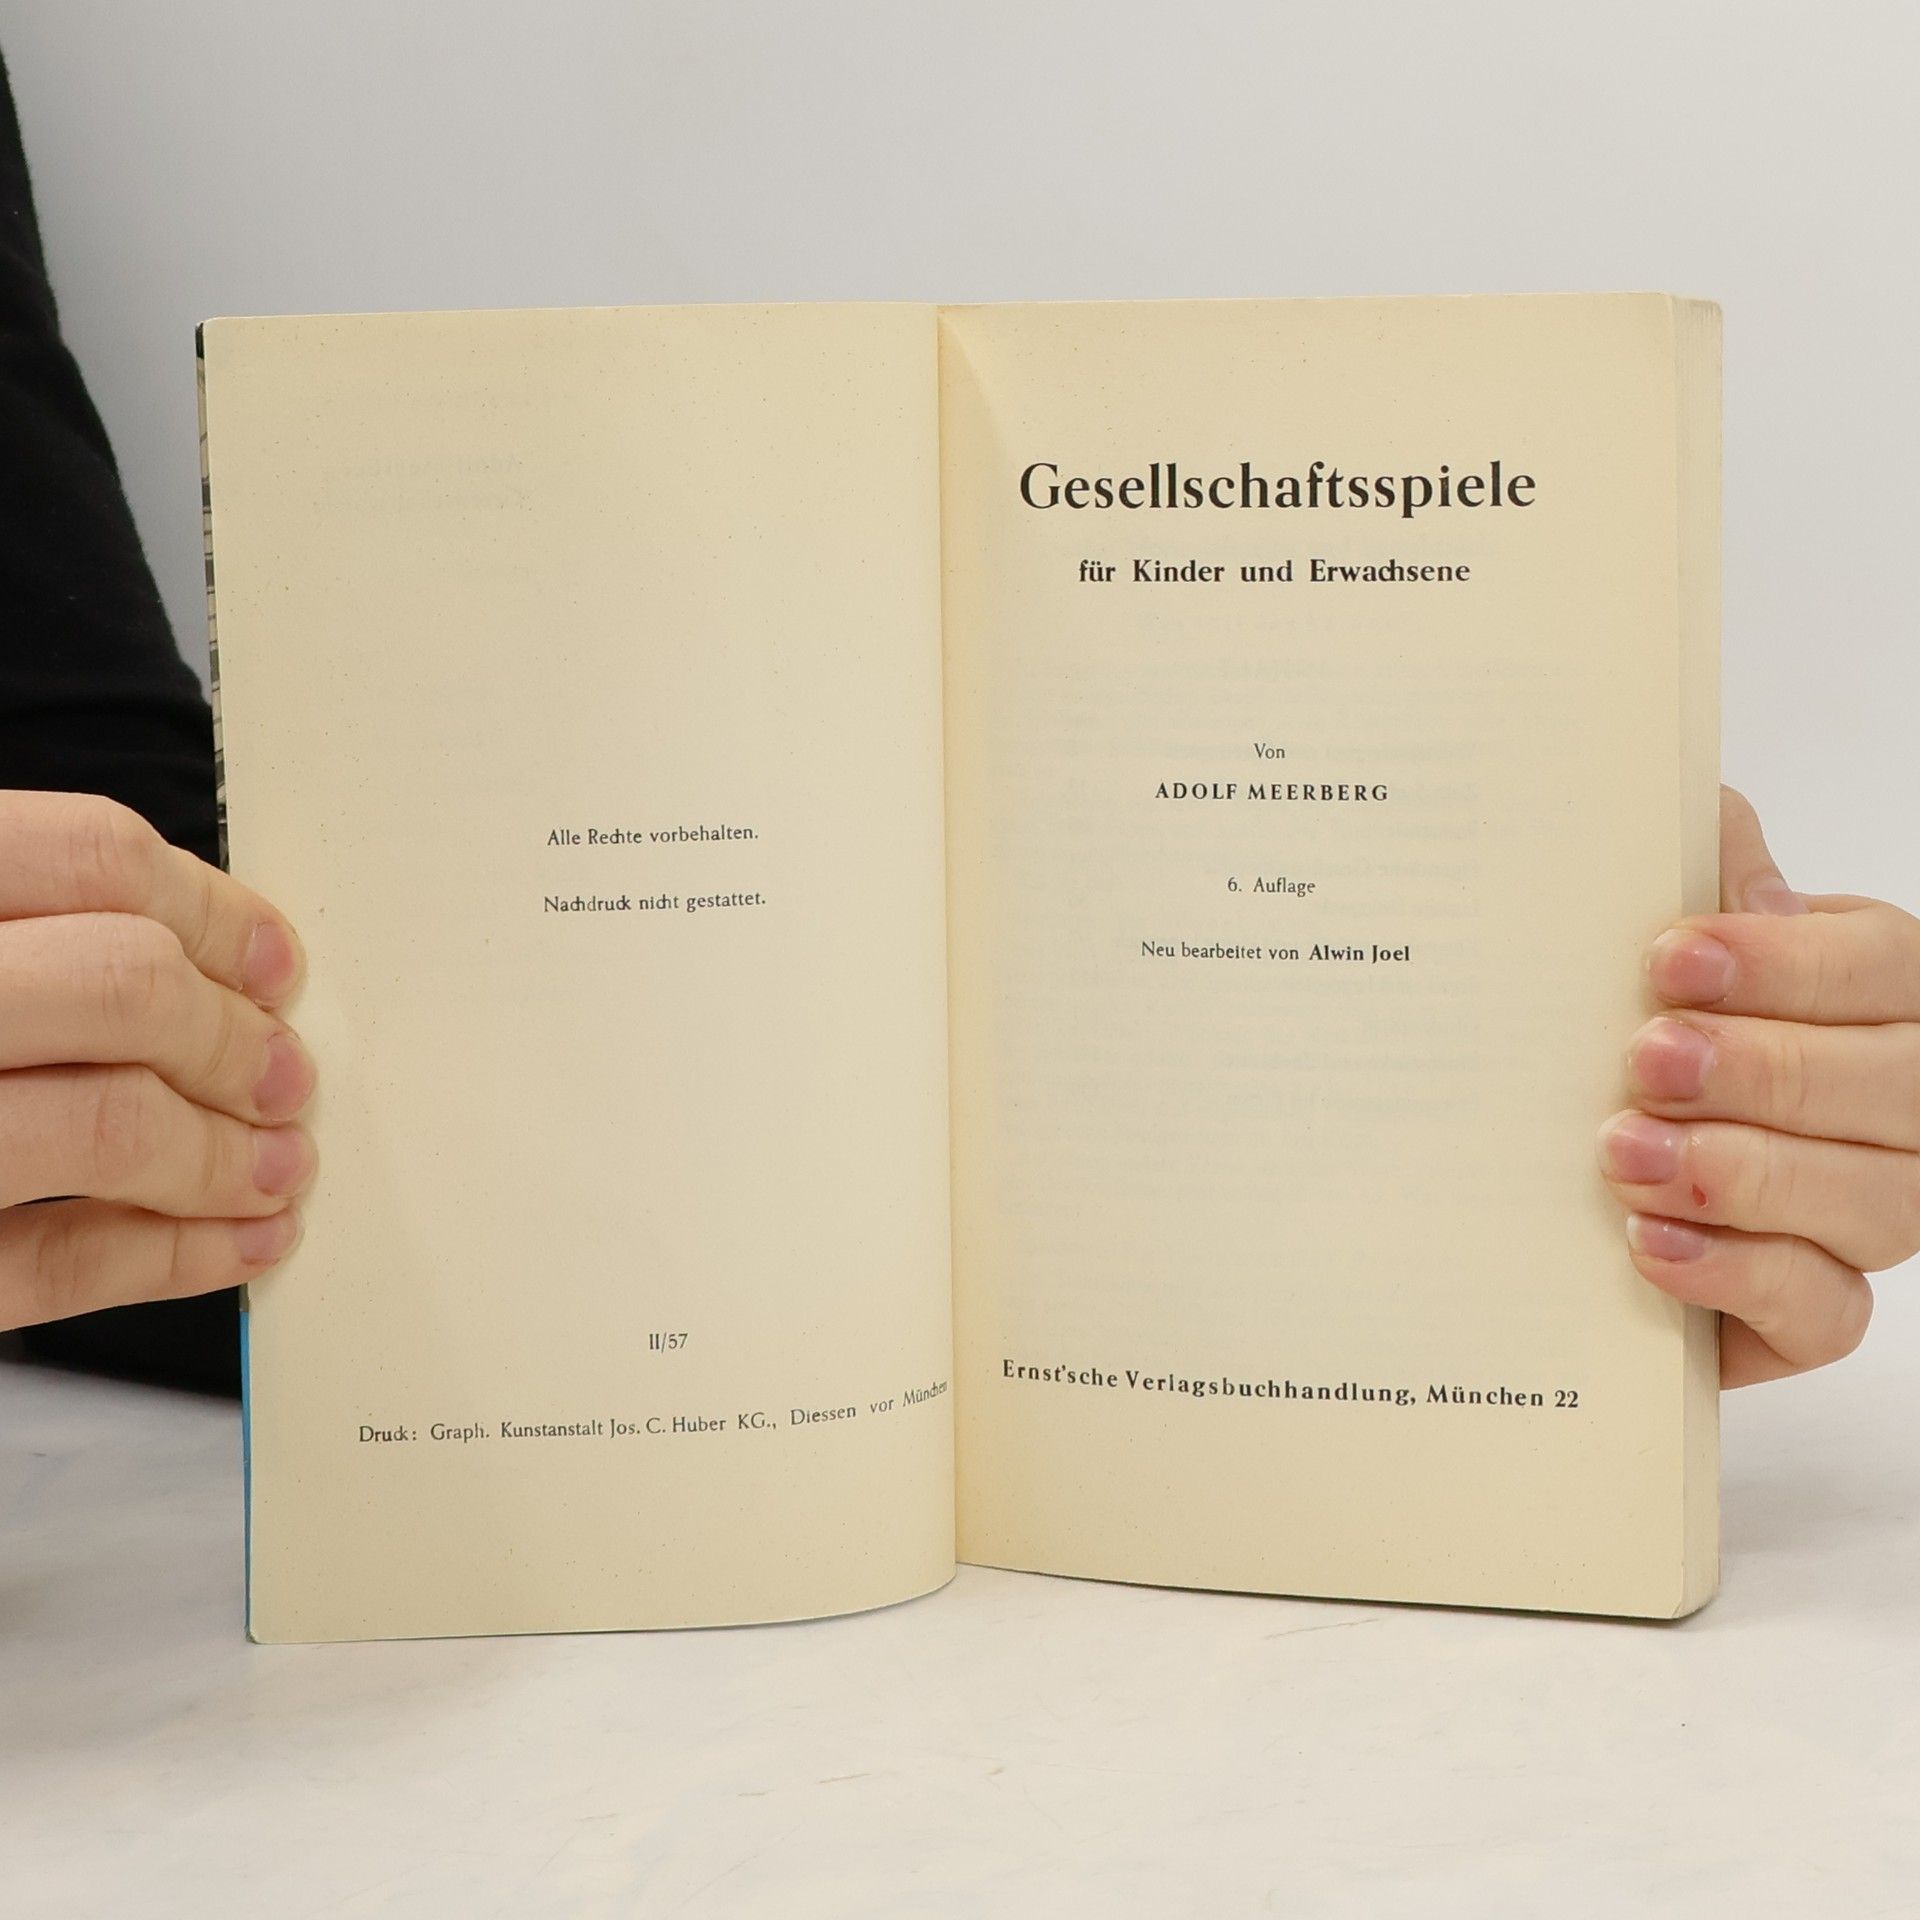 Alle Rechte vorbehalten.
Nachdruck nicht gestattet.
II/57
Druck: Graph. Kunstanstalt Jos. C. Huber KG., Diessen vor München
Gesellschaftsspiele
für Kinder und Erwachsene
Von
ADOLF MEERBERG
6. Auflage
Neu bearbeitet von Alwin Joel
Ernst'sche Verlagsbuchhandlung, München 22